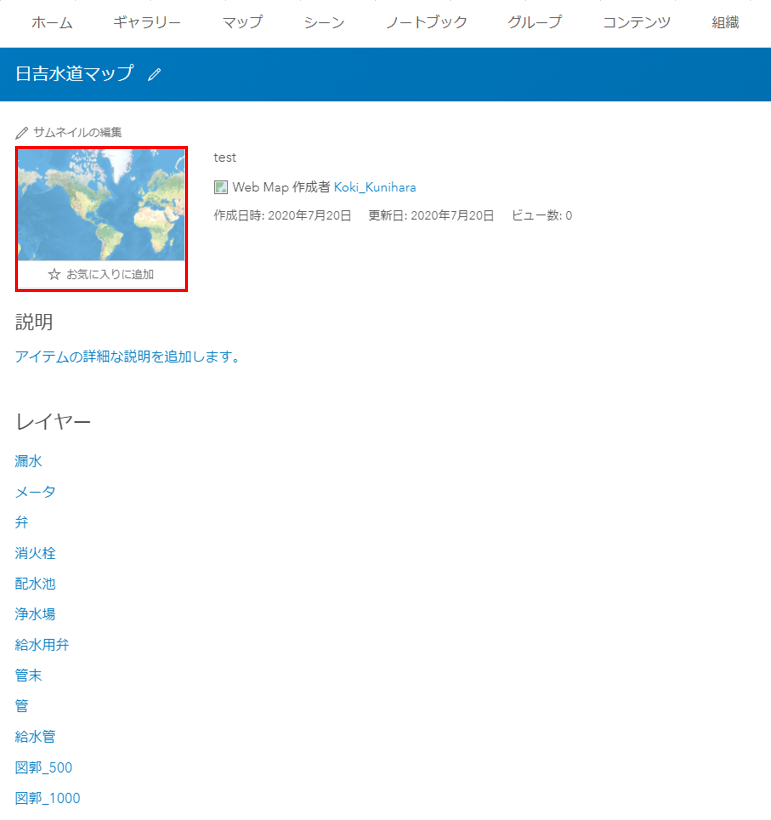 ホーム ギャラリー マップ シーン ノートブック グループ コンテンツ 組織
日吉水道マップ
サムネイルの編集
test
Web Map 作成者 Koki_Kunihara
作成日時: 2020年7月20日 更新日: 2020年7月20日 ビュー数: 0
お気に入りに追加
説明
アイテムの詳細な説明を追加します。
レイヤー
漏水
メータ
弁
消火栓
配水池
浄水場
給水用弁
管末
管
給水管
図郭_500
図郭_1000